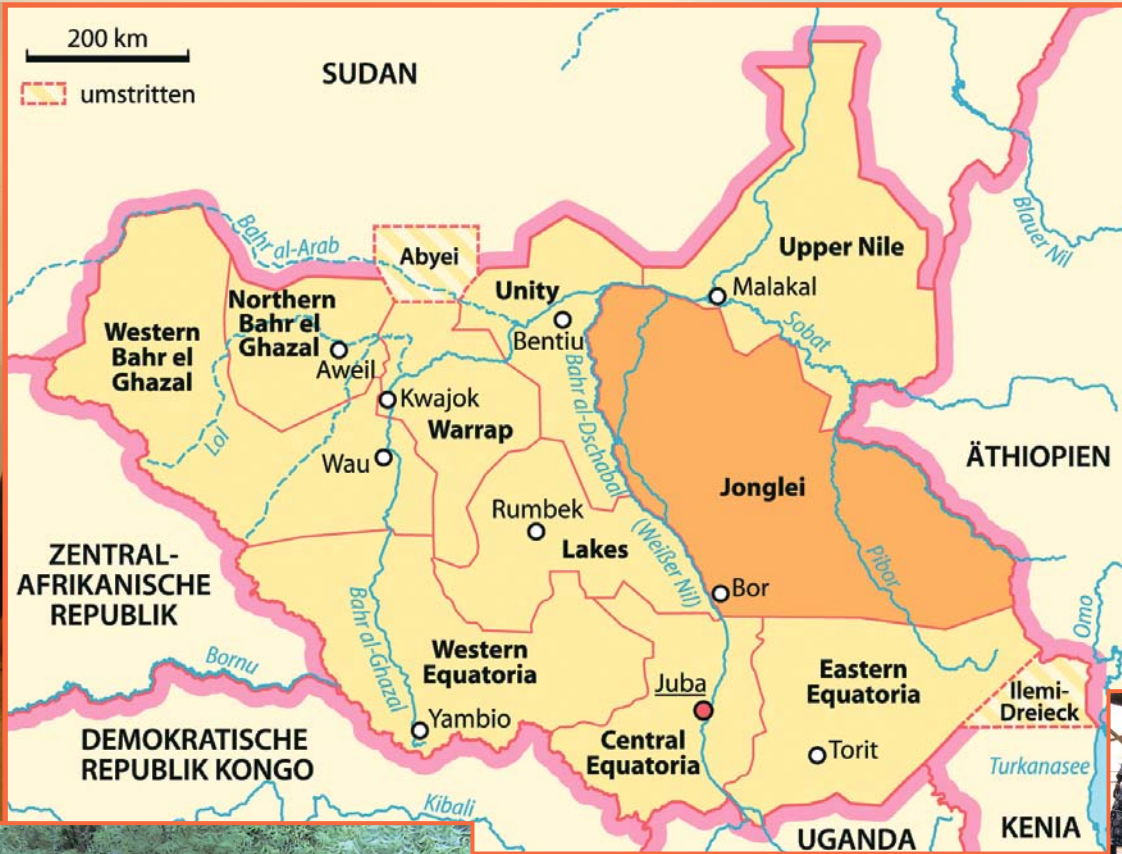 200 km
umstritten
SUDAN
Blauer Nil
Bahr al-Arab
Abyei
Upper Nile
Unity
Malakal
Northern
Bahr el
Ghazal
Western
Bahr el
Ghazal
Sobat
Bentiu
Aweil
Bahr al-Dschabal
Kwajok
Warrap
Lol
Wau
ÄTHIOPIEN
Jonglei
Rumbek
Lakes
(Weißer Nil)
ZENTRAL-
AFRIKANISCHE
REPUBLIK
Pibor
Bor
Bahr al-Ghazal
Omo
Bornu
Western
Equatoria
Eastern
Equatoria
Juba
Ilemi-
Dreieck
Yambio
DEMOKRATISCHE
REPUBLIK KONGO
Central
Equatoria
Torit
Turkanasee
Kibali
UGANDA
KENIA